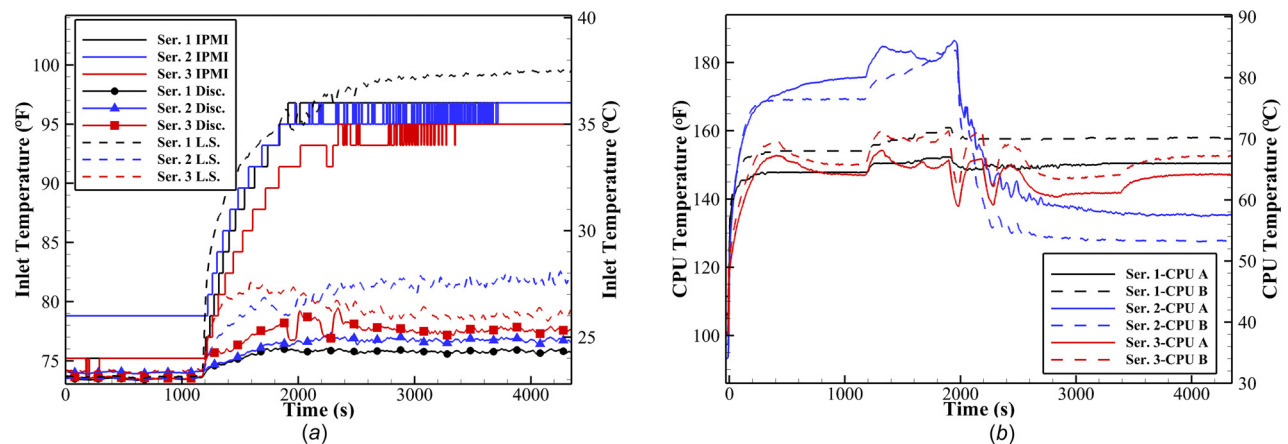 Inlet Temperature (ºF)
100
95
90
85
80
75
Ser. 1 IPMI
Ser. 2 IPMI
Ser. 3 IPMI
Ser. 1 Disc.
Ser. 2 Disc.
Ser. 3 Disc.
Ser. 1 L.S.
Ser. 2 L.S.
Ser. 3 L.S.
40
35
30
25
Inlet Temperature (ºC)
0
1000
2000
3000
4000
Time (s)
(a)
CPU Temperature (ºF)
180
160
140
120
100
90
80
70
60
50
40
30
CPU Temperature (ºC)
Ser. 1-CPU A
Ser. 1-CPU B
Ser. 2-CPU A
Ser. 2-CPU B
Ser. 3-CPU A
Ser. 3-CPU B
0
1000
2000
3000
4000
Time (s)
(b)